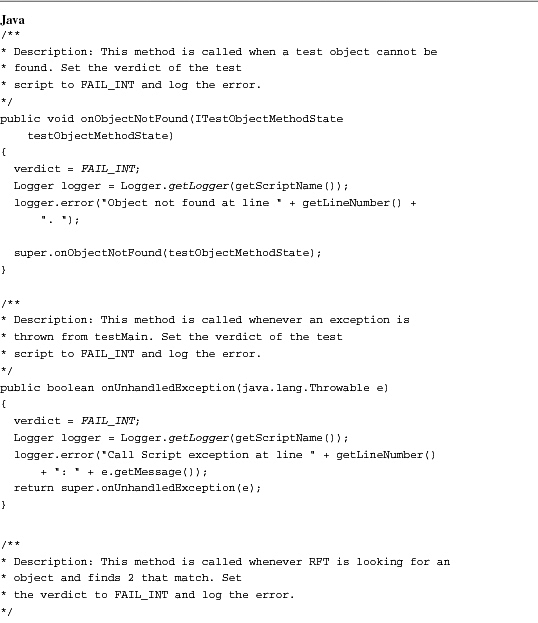 Java
/**
* Description: This method is called when a test object cannot be
* found. Set the verdict of the test
* script to FAIL_INT and log the error.
*/
public void onObjectNotFound(ITestObjectMethodState
testObjectMethodState)
{
verdict = FAIL_INT;
Logger logger = Logger.getLogger(getScriptName());
logger.error("Object not found at line " + getLineNumber() +
". ");
super.onObjectNotFound(testObjectMethodState);
}
/**
* Description: This method is called whenever an exception is
* thrown from testMain. Set the verdict of the test
* script to FAIL_INT and log the error.
*/
public boolean onUnhandledException(java.lang.Throwable e)
{
verdict = FAIL_INT;
Logger logger = Logger.getLogger(getScriptName());
logger.error("Call Script exception at line " + getLineNumber()
+ ": " + e.getMessage());
return super.onUnhandledException(e);
}
/**
* Description: This method is called whenever RFT is looking for an
* object and finds 2 that match. Set
* the verdict to FAIL_INT and log the error.
*/